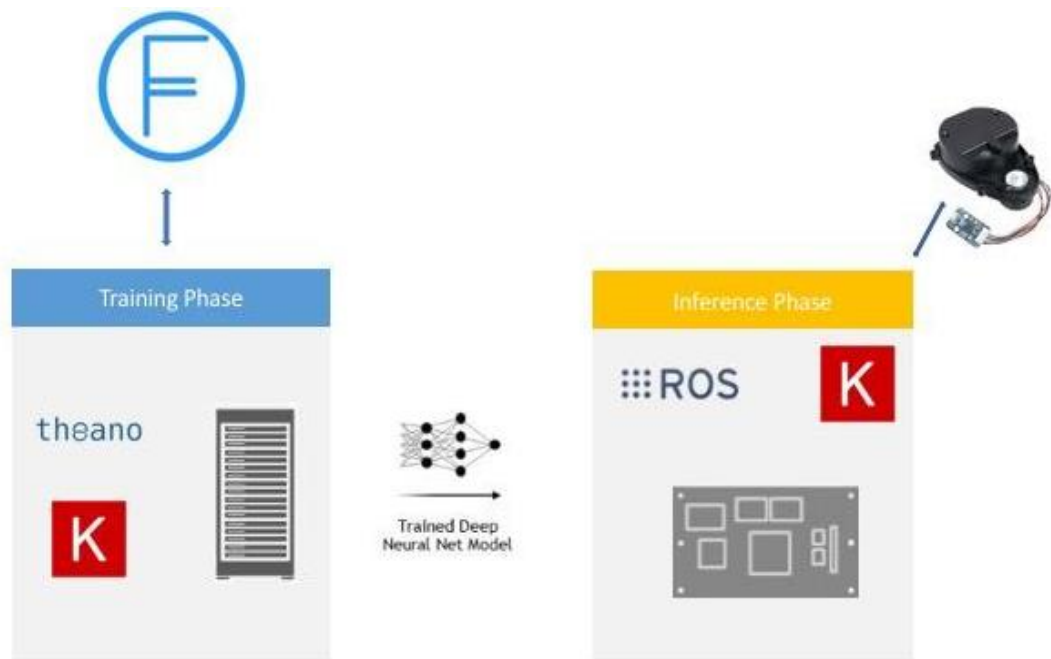 F
Training Phase
Inference Phase
ROS
K
theano
K
Trained Deep
Neural Net Model